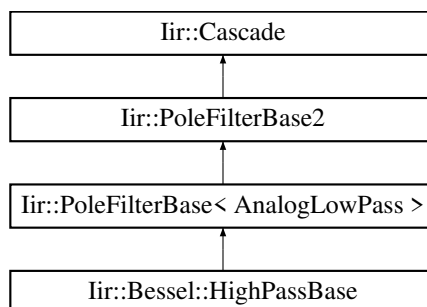 Iir::Cascade
Iir::PoleFilterBase2
Iir::PoleFilterBase< AnalogLowPass >
Iir::Bessel::HighPassBase